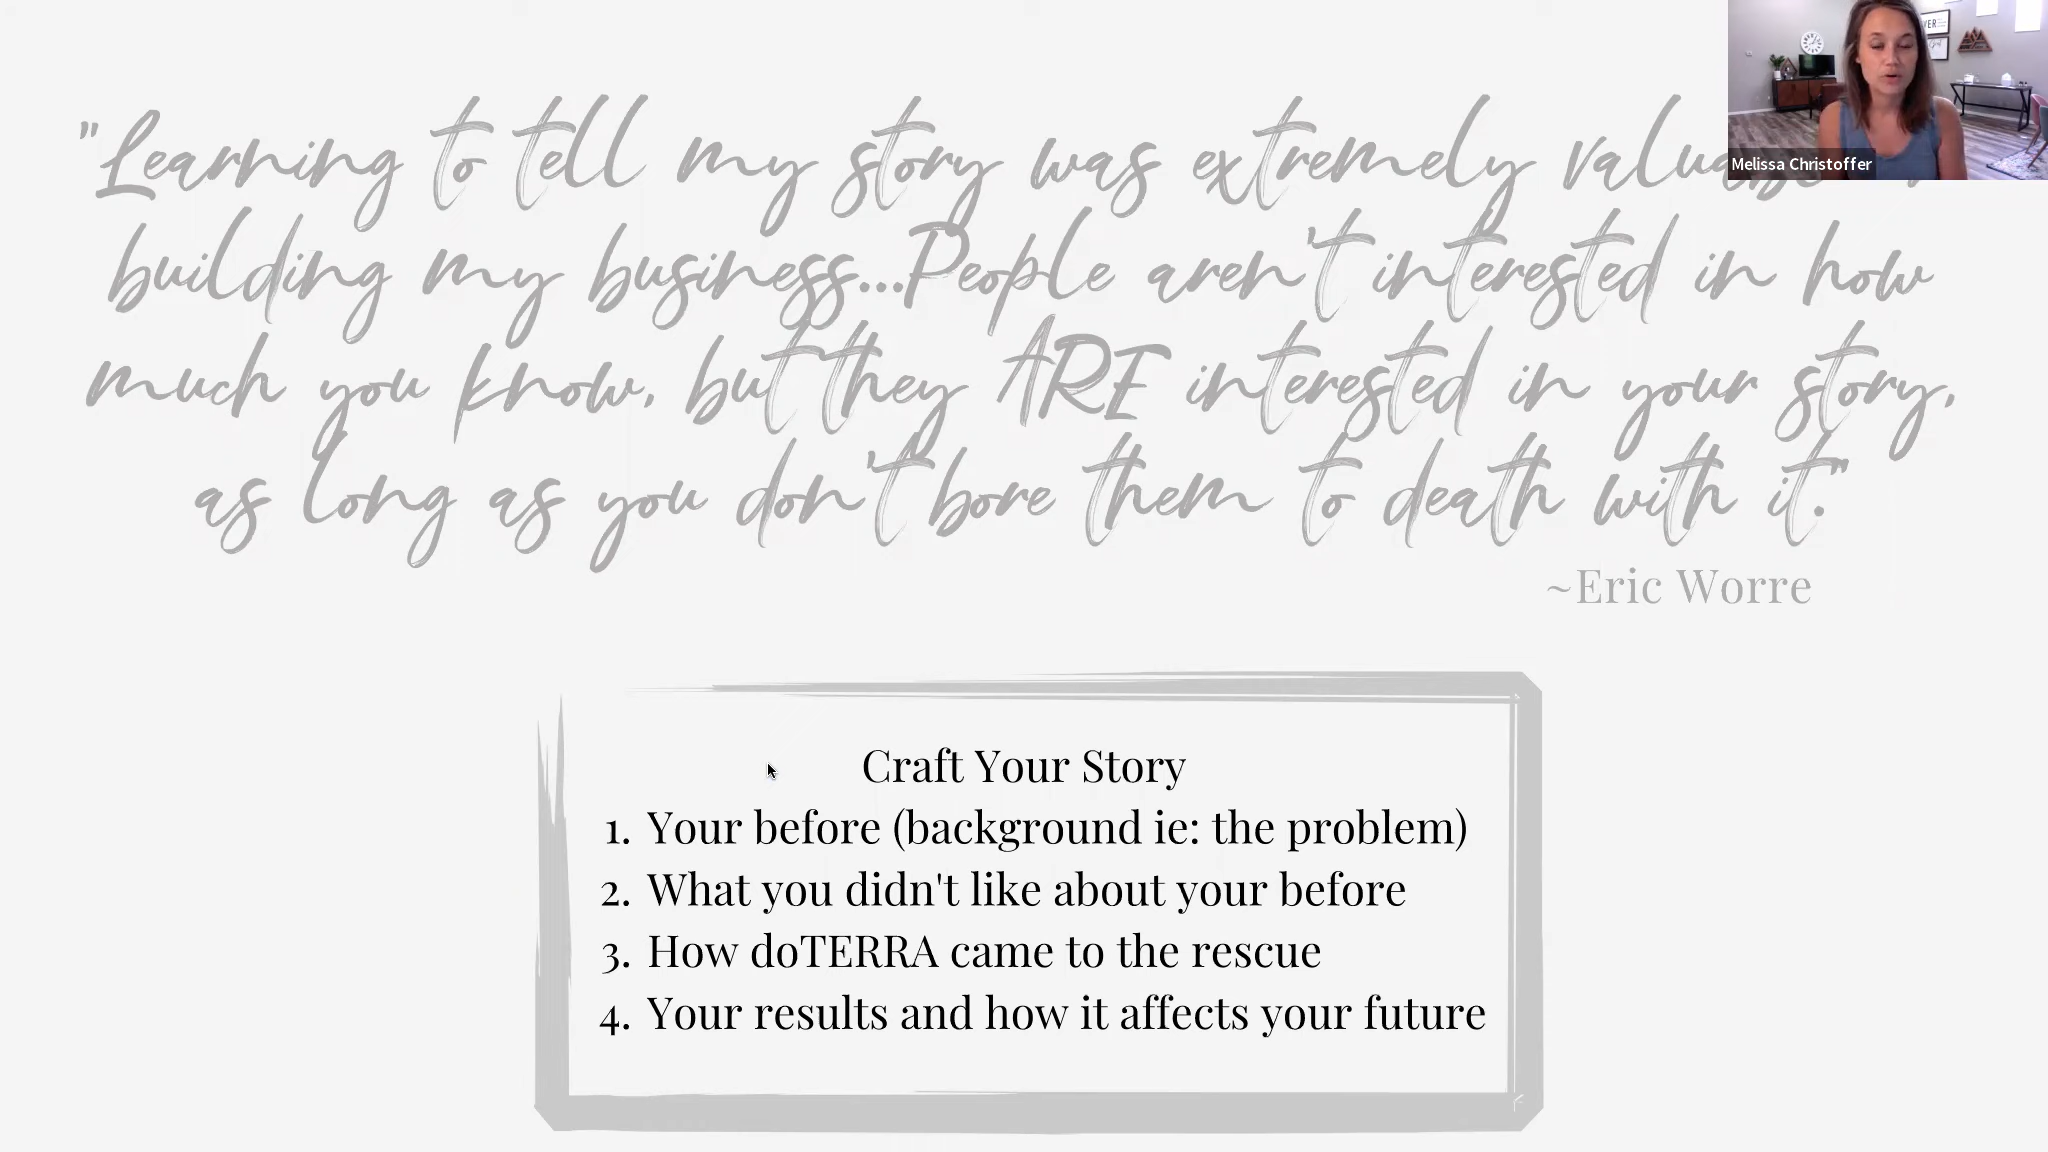 "Learning to tell my story was extremely
building my business...People aren't interested in how
much you know, but they ARE interested in your story,
as long as you don't bore them to death with it."
~Eric Worre
Melissa Christoffer
Craft Your Story
1. Your before (background ie: the problem)
2. What you didn't like about your before
3. How doTERRA came to the rescue
4. Your results and how it affects your future